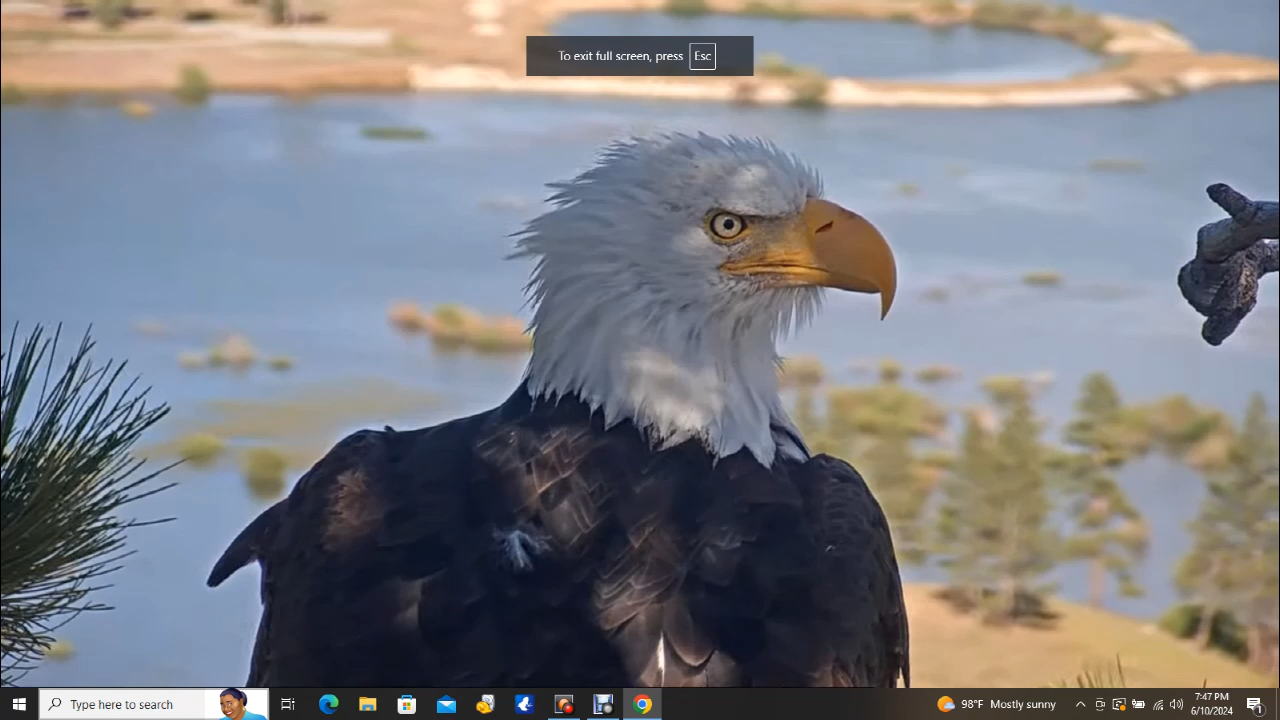 To exit full screen, press Esc
Type here to search
98°F Mostly sunny
7:47 PM
6/10/2024
1